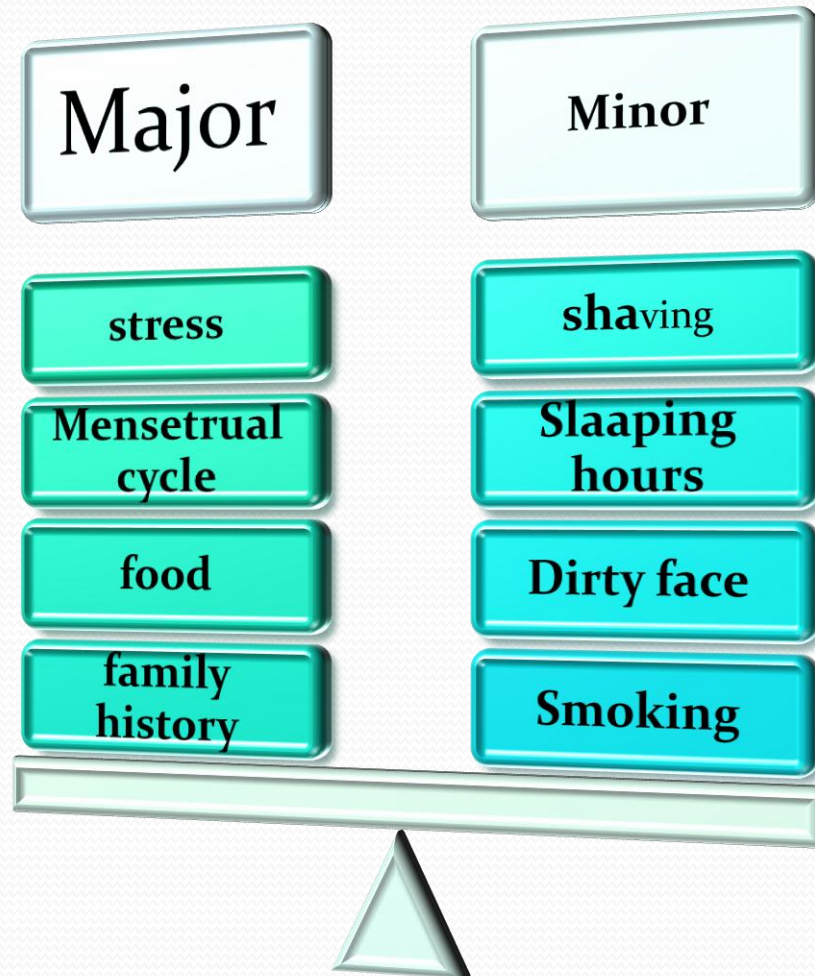 Major
stress
Mensetrual
cycle
food
family
history
Minor
shaving
Slaaping
hours
Dirty face
Smoking